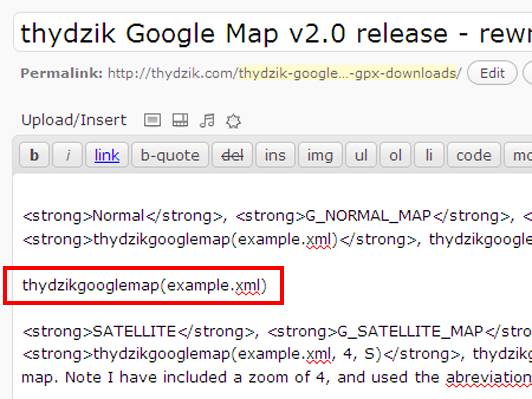 thydzik Google Map v2.0 release - rewr
Permalink: http://thydzik.com/thydzik-google…-gpx-downloads/ Edit
Upload/Insert
b i link b-quote del ins img ul ol li code mo
<strong>Normal</strong>, <strong>G_NORMAL_MAP</strong>, <
<strong>thydzikgooglemap(example.xml)</strong>, thydzikgoogle
thydzikgooglemap(example.xml)
<strong>SATELLITE</strong>, <strong>G_SATELLITE_MAP</stron
<strong>thydzikgooglemap(example.xml, 4, S)</strong>, thydzik
map. Note I have included a zoom of 4, and used the abreviation